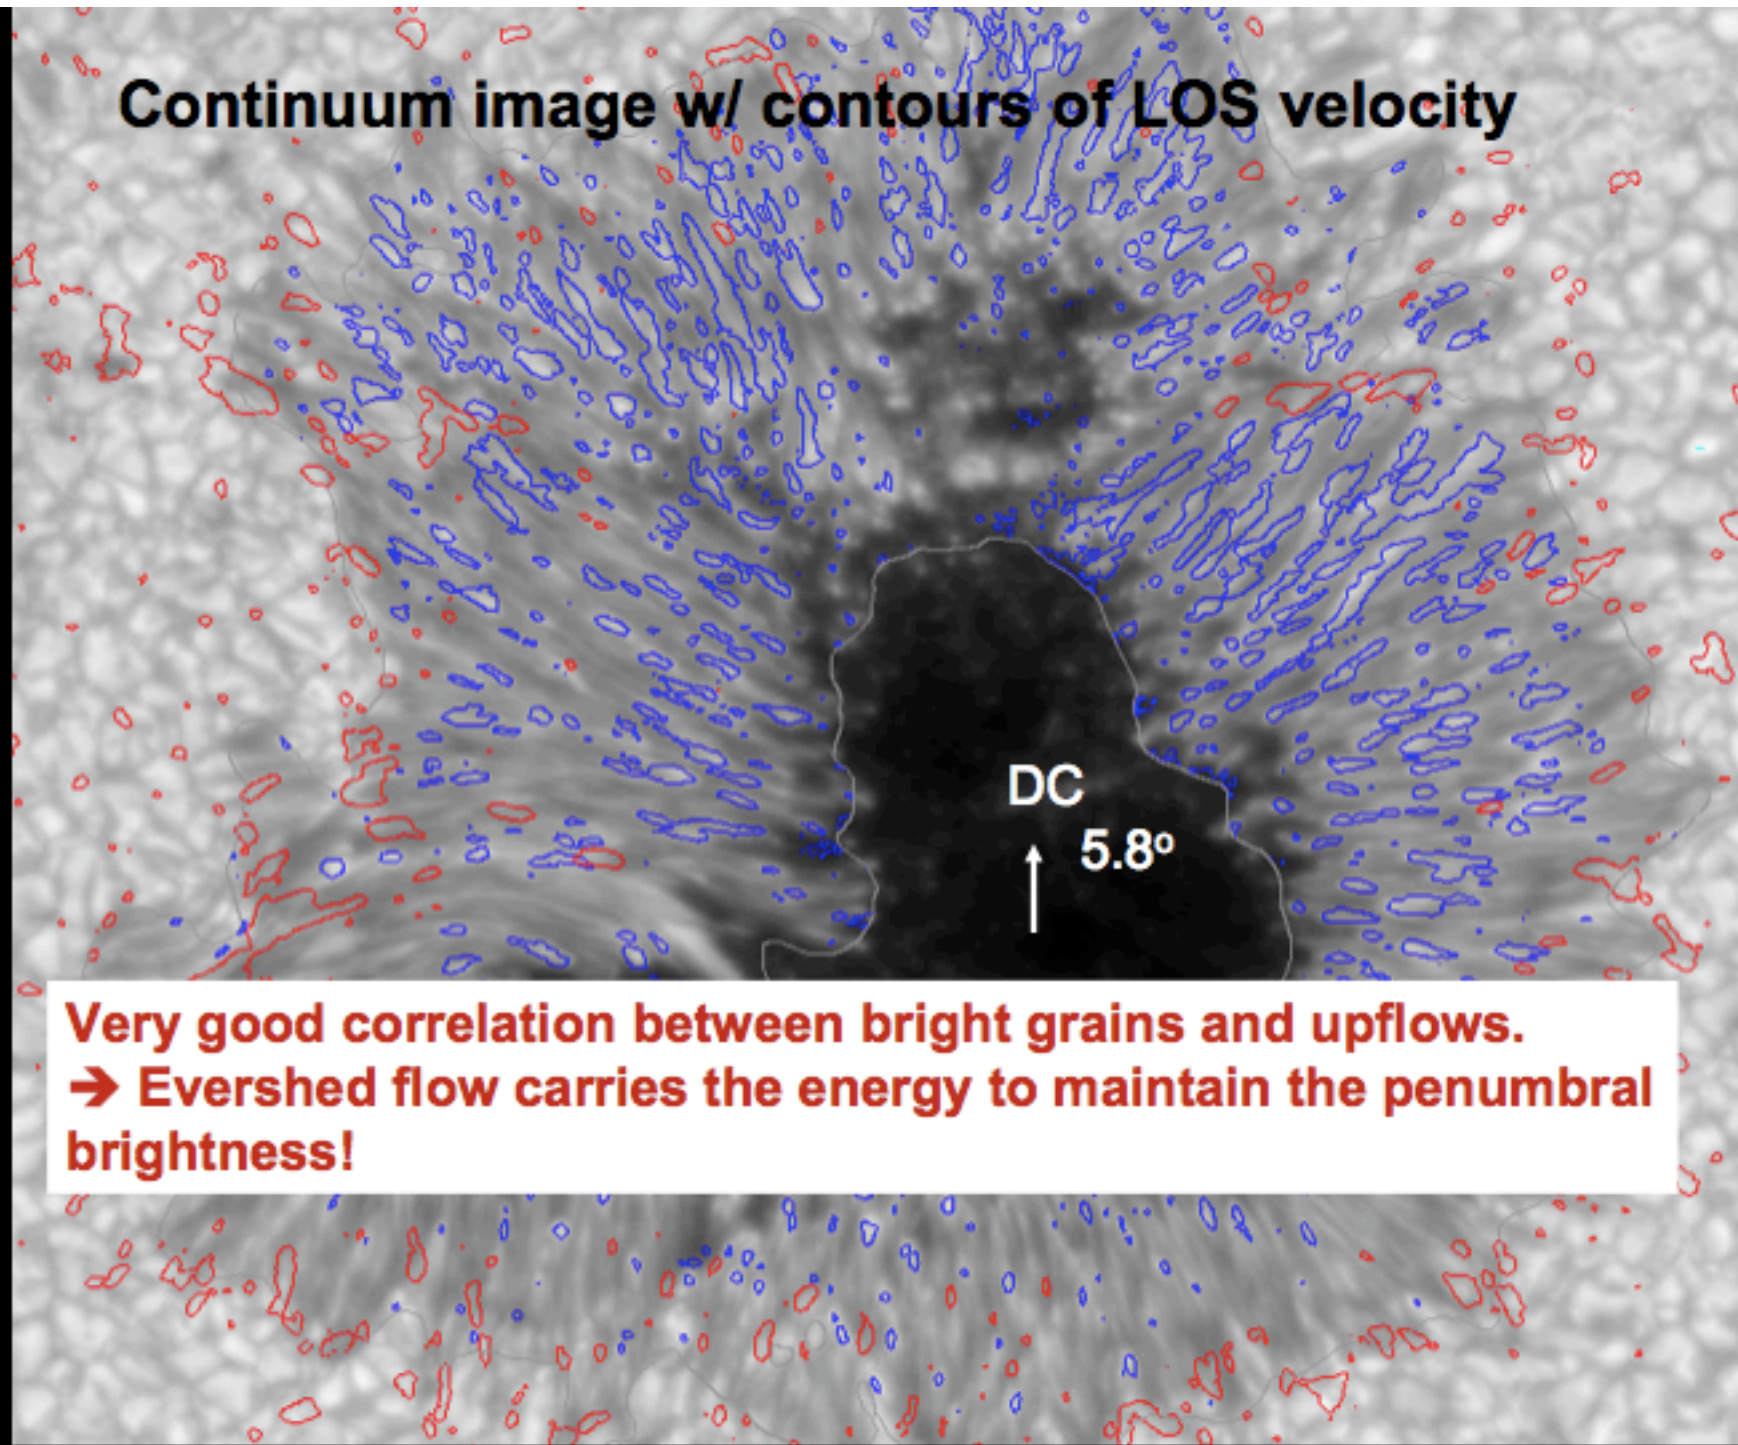 Continuum image w/ contours of LOS velocity
DC
5.8º
Very good correlation between bright grains and upflows.
➔ Evershed flow carries the energy to maintain the penumbral
brightness!